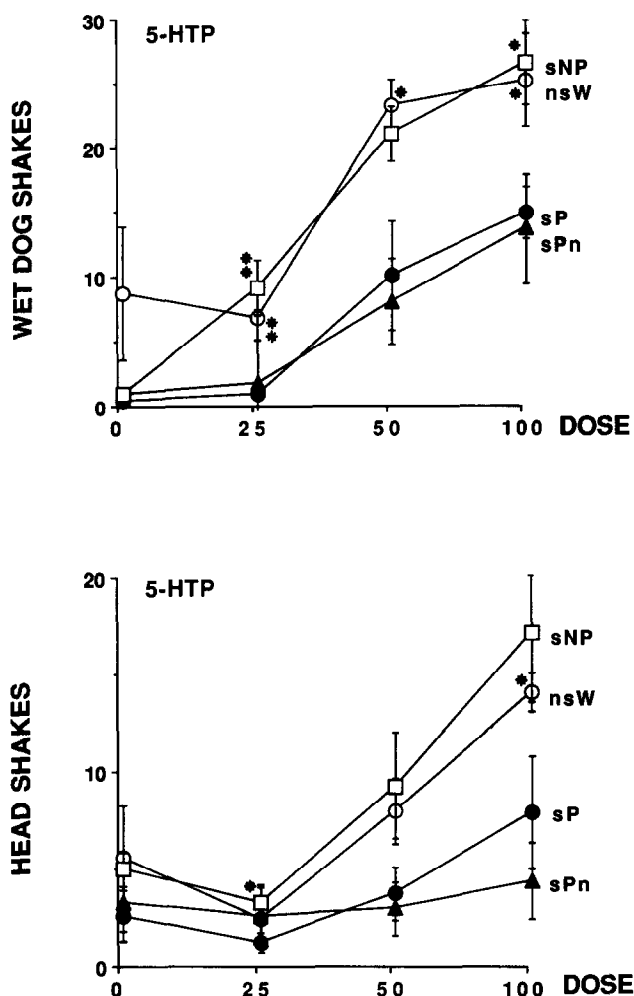 30
5-HTP
sNP
nsW
20
WET DOG SHAKES
sP
sPn
10
0
0 25 50 100 DOSE
20
5-HTP
sNP
nsW
HEAD SHAKES
10
sP
sPn
0
0 25 50 100 DOSE